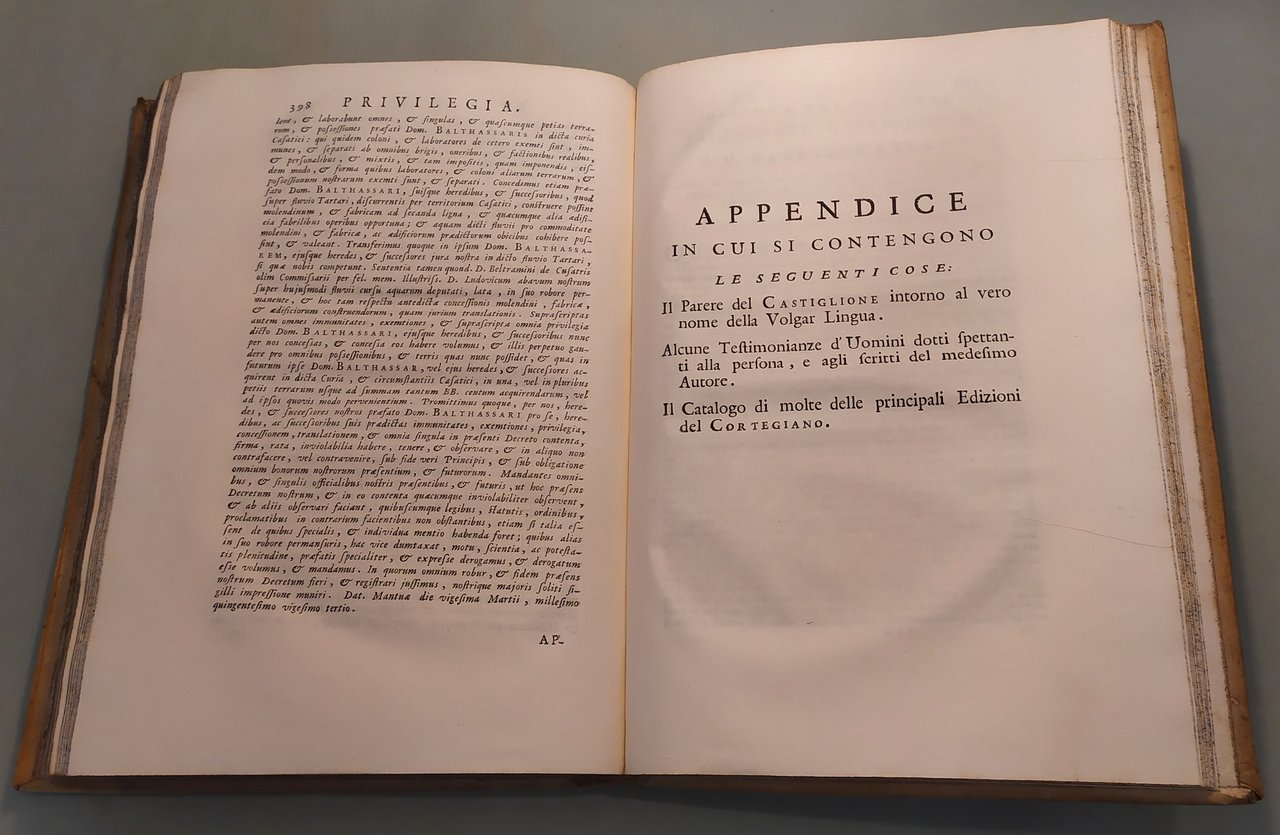 398 PRIVILEGIA.
lent, & laborabunt omnes, & ſingulas, & quaſcumque petias terra-
rum, & poſſeſſiones præfati Dom. BALTHASSARIS in dicta curia
Caſatici: qui quidem coloni, & laboratores de cetero exemti ſint, im-
munes, & ſeparati ab omnibus brigis, oneribus, & factionibus realibus,
& perſonalibus, & mixtis, & tam impoſitis, quam imponendis, eiſ-
dem modo, & forma quibus laboratores, & coloni aliarum terrarum, &
poſſeſſionum noſtrarum exemti ſunt, & ſeparati. Concedimus etiam præ-
fato Dom. BALTHASSARI, ſuiſque heredibus, & ſucceſſoribus, quod
ſuper fluvio Tartari, diſcurrentis per territorium Caſatici, conſtruere poſſint
molendinum, & fabricam ad ſecanda ligna, & quæcumque alia ædifi-
cia fabrilibus operibus opportuna; & aquam dicti fluvii pro commoditate
molendini, & fabricæ, ac ædificiorum prædictorum obicibus cohibere poſ-
ſint, & valeant. Transferimus quoque in ipſum Dom. BALTHASSA-
REM, ejuſque heredes, & ſucceſſores jura noſtra in dicto fluvio Tartari,
ſi quæ nobis competunt. Sententia tamen quond. D. Beltramini de Cuſatris
olim Commiſſarii per fel. mem. Illuſtriſſ. D. Ludovicum abavum noſtrum
ſuper hujuſmodi fluvii curſu aquarum deputati, lata, in ſuo robore per-
manente, & hoc tam reſpectu antedictæ conceſſionis molendini, fabricæ,
& ædificiorum conſtruendorum, quam jurium translationis. Supraſcriptas
autem omnes immunitates, exemtiones, & ſupraſcripta omnia privilegia
dicto Dom. BALTHASSARI, ejuſque heredibus, & ſucceſſoribus nunc
per nos conceſſas, & conceſſa eos habere volumus, & illis perpetuo gau-
dere pro omnibus poſſeſſionibus, & terris quas nunc poſſidet, & quas in
futurum ipſe Dom. BALTHASSAR, vel ejus heredes, & ſucceſſores ac-
quirent in dicta Curia, & circumſtantiis Caſatici, in una, vel in pluribus
petiis terrarum uſque ad ſummam tantum BB. centum acquirendarum, vel
ad ipſos quovis modo pervenientium. Promittimus quoque, per nos, here-
des, & ſucceſſores noſtros præfato Dom. BALTHASSARI pro ſe, here-
dibus, ac ſucceſſoribus ſuis prædictas immunitates, exemtiones, privilegia,
conceſſionem, translationem, & omnia ſingula in præſenti Decreto contenta,
firma, rata, inviolabilia habere, tenere, & obſervare, & in aliquo non
contrafacere, vel contravenire, ſub fide veri Principis, & ſub obligatione
omnium bonorum noſtrorum præſentium, & futurorum. Mandantes omni-
bus, & ſingulis officialibus noſtris præſentibus, & futuris, ut hoc præſens
Decretum noſtrum, & in eo contenta quæcumque inviolabiliter obſervent,
& ab aliis obſervari faciant, quibuſcumque legibus, ſtatutis, ordinibus,
proclamatibus in contrarium facientibus non obſtantibus, etiam ſi talia eſ-
ſent de quibus ſpecialis, & individua mentio habenda foret; quibus alias
in ſuo robore permanſuris, hac vice dumtaxat, motu, ſcientia, ac poteſta-
tis plenitudine, præfatis ſpecialiter, & expreſſe derogamus, & derogatum
eſſe volumus, & mandamus. In quorum omnium robur, & fidem præſens
noſtrum Decretum fieri, & regiſtrari juſſimus, noſtrique majoris ſoliti ſi-
gilli impreſſione muniri. Dat. Mantuæ die vigeſima Martii, milleſimo
quingenteſimo vigeſimo tertio.
AP-
APPENDICE
IN CUI SI CONTENGONO
LE SEGUENTI COSE:
Il Parere del CASTIGLIONE intorno al vero
nome della Volgar Lingua.
Alcune Teſtimonianze d'Uomini dotti ſpettan-
ti alla perſona, e agli ſcritti del medeſimo
Autore.
Il Catalogo di molte delle principali Edizioni
del CORTEGIANO.